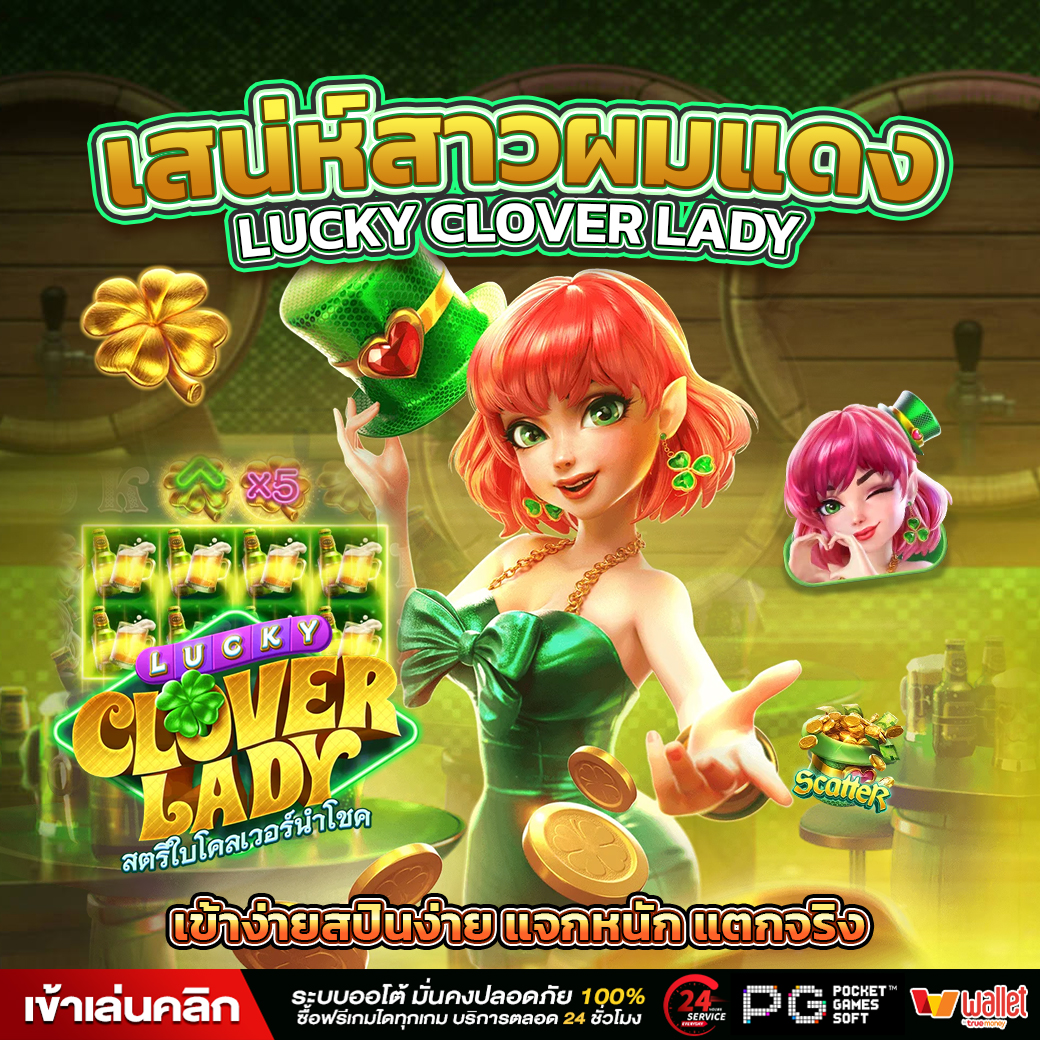 เสน่ห์สาวผมแดง
LUCKY CLOVER LADY
x5
LUCKY
CLOVER
LADY
สตรีใบโคลเวอร์นำโชค
Scatter
เข้าง่ายสปินง่าย แจกหนัก แตกจริง
เข้าเล่นคลิก
ระบบออโต้ มั่นคงปลอดภัย 100%
ซื้อฟรีเกมได้ทุกเกม บริการตลอด 24 ชั่วโมง
24 HOURS
SERVICE
EVERYDAY
PG POCKET
GAMES
SOFT™
wallet
by truemoney